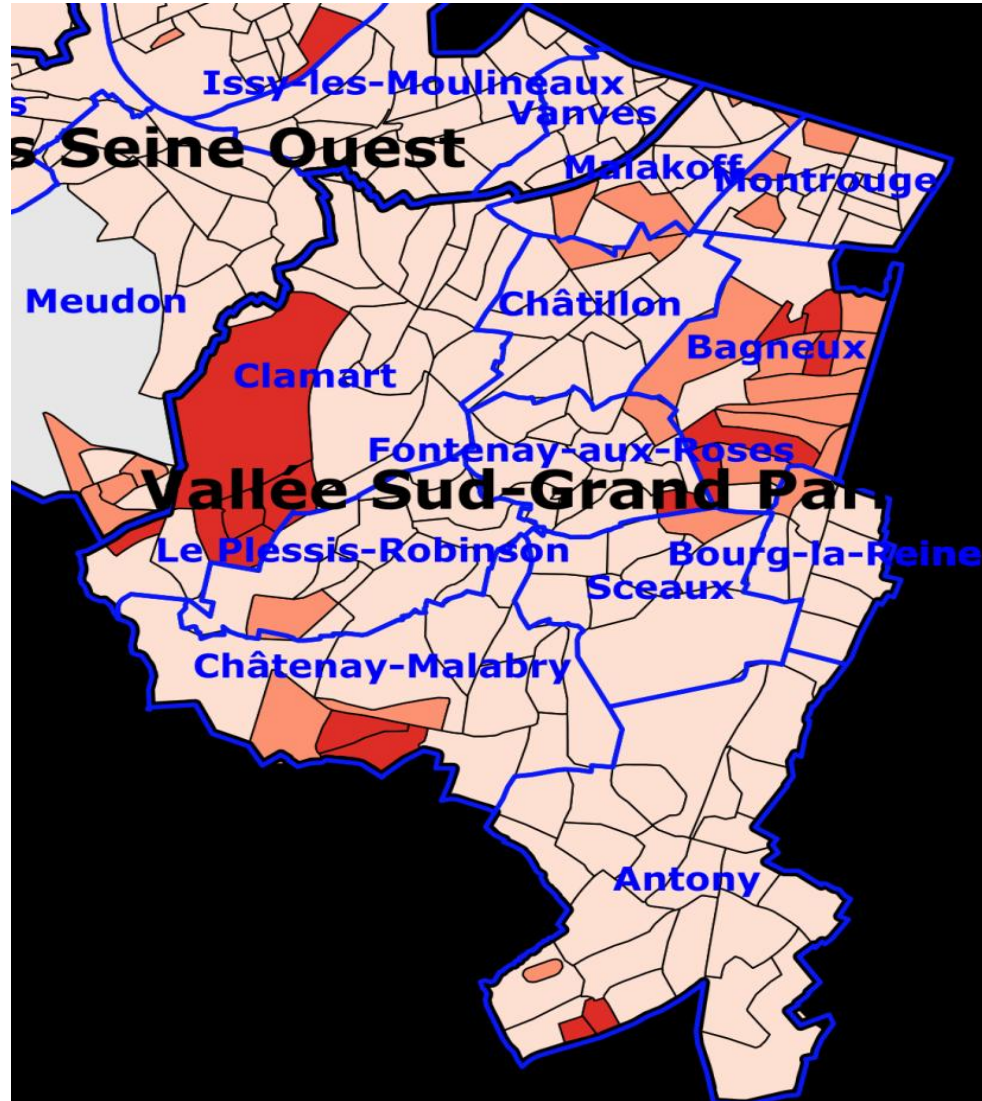 Issy-les-Moulineaux
s
Vanves
s Seine Ouest
Malakoff
Montrouge
Meudon
Châtillon
Bagneux
Clamart
Fontenay-aux-Roses
Vallée Sud-Grand Pari
Le Plessis-Robinson
Bourg-la-Reine
Sceaux
Châtenay-Malabry
Antony